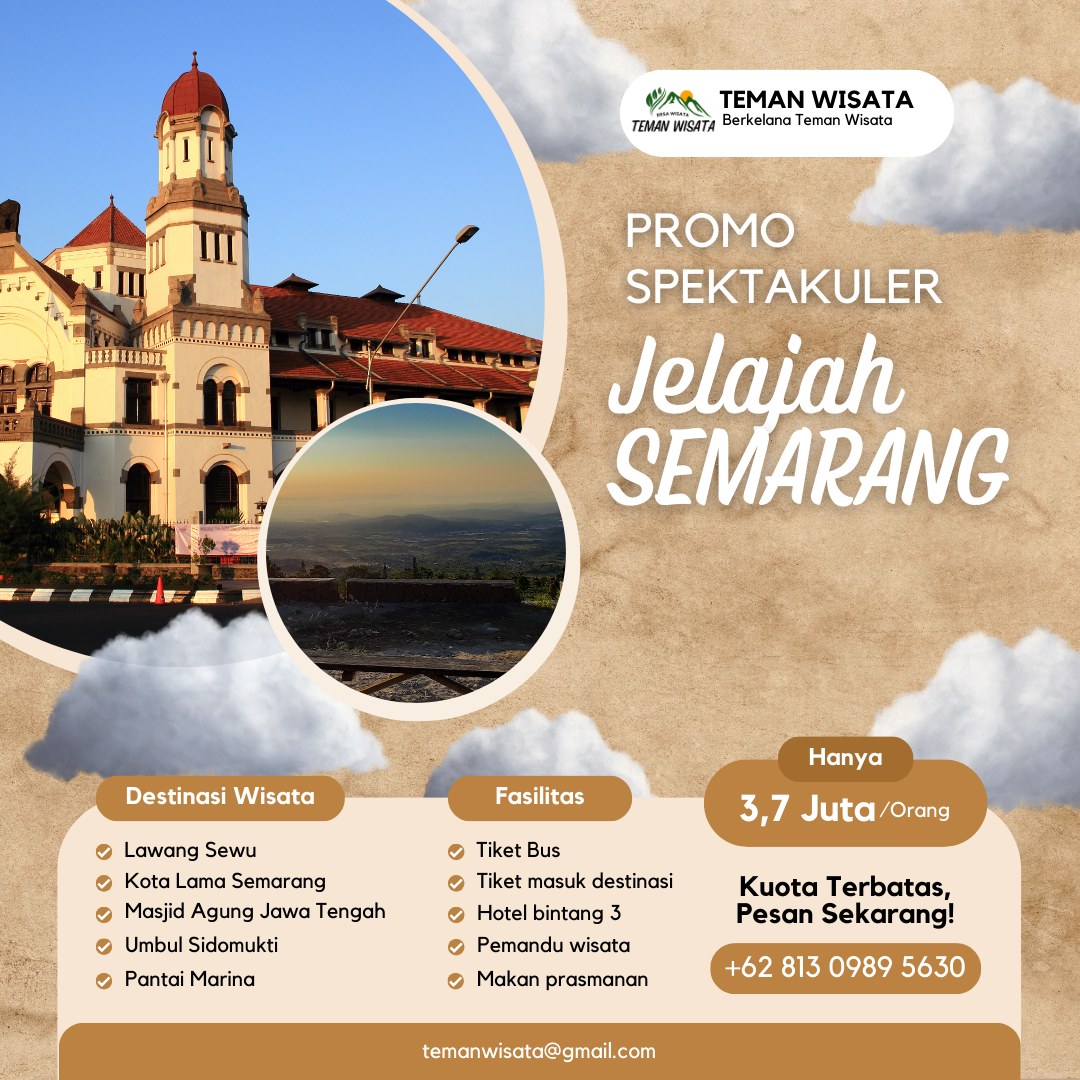 DESA WISATA
TEMAN WISATA
TEMAN WISATA
Berkelana Teman Wisata
PROMO
SPEKTAKULER
Jelajah
SEMARANG
Destinasi Wisata
Lawang Sewu
Kota Lama Semarang
Masjid Agung Jawa Tengah
Umbul Sidomukti
Pantai Marina
Fasilitas
Tiket Bus
Tiket masuk destinasi
Hotel bintang 3
Pemandu wisata
Makan prasmanan
Hanya
3,7 Juta/Orang
Kuota Terbatas,
Pesan Sekarang!
+62 813 0989 5630
temanwisata@gmail.com